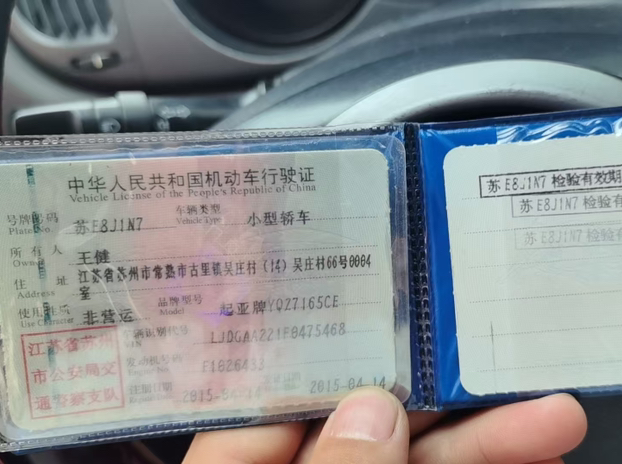 中华人民共和国机动车行驶证
Vehicle License of the People's Republic of China
号牌号码 苏E8J1N7 车辆类型 小型轿车
Plate No. Vehicle Type
所有人 王健
Owner
住址 江苏省苏州市常熟市古里镇吴庄村(14)吴庄村66号0004
Address 室
使用性质 非营运 品牌型号 起亚牌YQZ7165CE
Use Character Model
江苏省苏州 车辆识别代号 LJDGAA221F0475468
VIN
市公安局交 发动机号码 F1026433
Engine No.
通警察支队 注册日期 2015-04-14 2015-04-14
苏E8J1N7 检验有效期
苏E8J1N7 检验有
苏E8J1N7 检验有